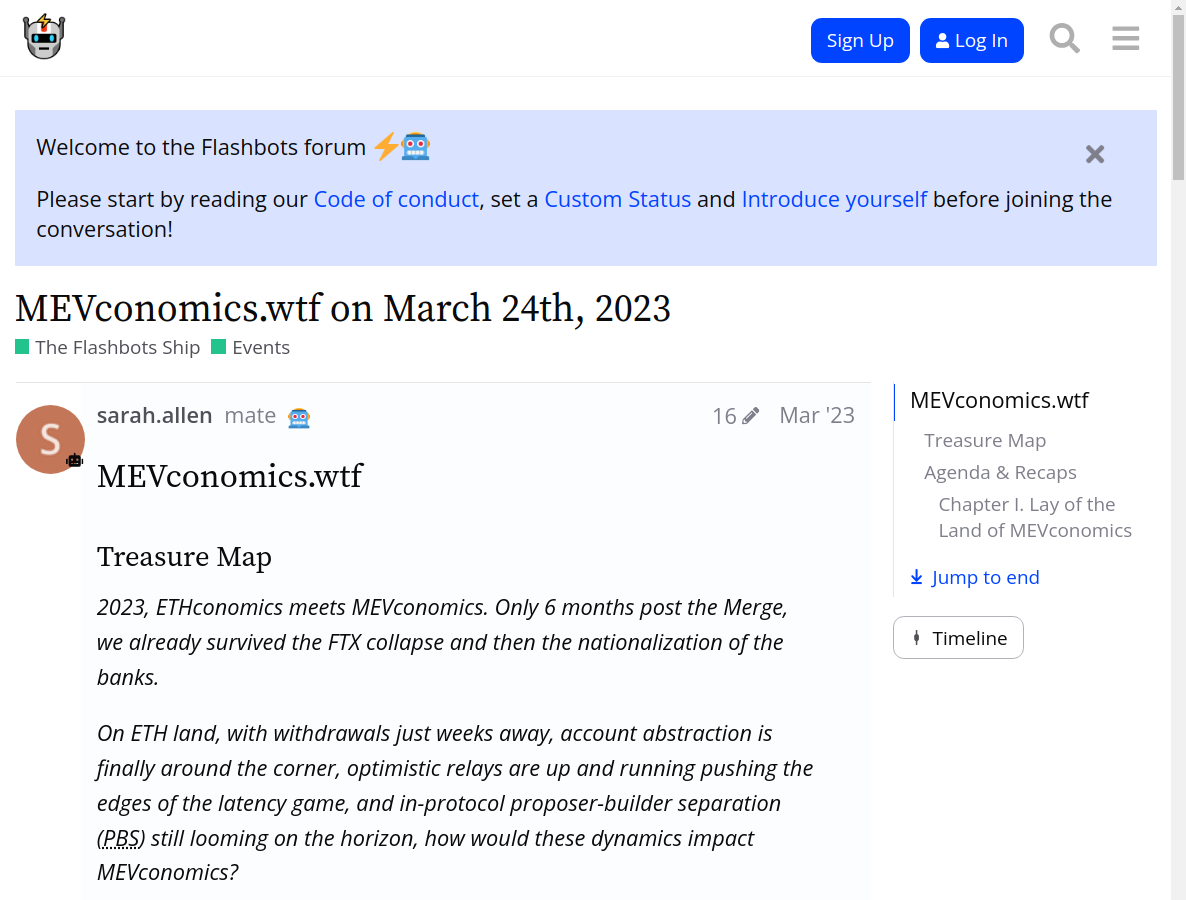 Sign Up
Log In
Welcome to the Flashbots forum
Please start by reading our Code of conduct, set a Custom Status and Introduce yourself before joining the
conversation!
MEVconomics.wtf on March 24th, 2023
The Flashbots Ship Events
S
sarah.allen mate 16 Mar '23
MEVconomics.wtf
Treasure Map
2023, ETHconomics meets MEVconomics. Only 6 months post the Merge,
we already survived the FTX collapse and then the nationalization of the
banks.
On ETH land, with withdrawals just weeks away, account abstraction is
finally around the corner, optimistic relays are up and running pushing the
edges of the latency game, and in-protocol proposer-builder separation
(PBS) still looming on the horizon, how would these dynamics impact
MEVconomics?
MEVconomics.wtf
Treasure Map
Agenda & Recaps
Chapter I. Lay of the
Land of MEVconomics
Jump to end
Timeline